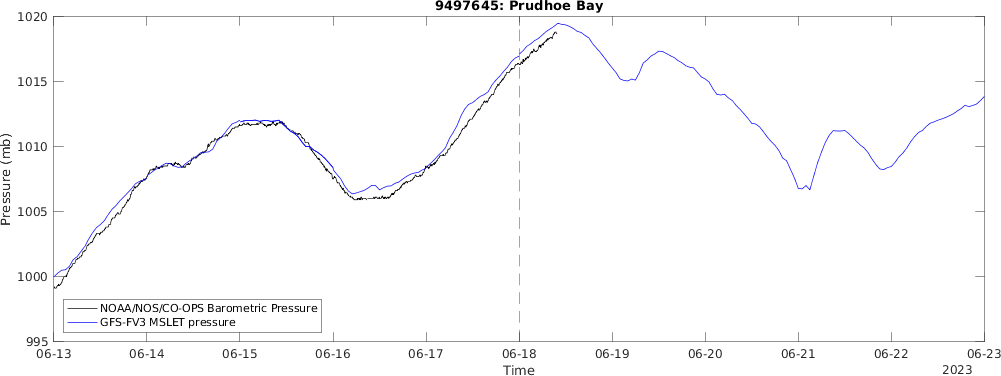 9497645: Prudhoe Bay
1020
1015
1010
1005
1000
995
Pressure (mb)
NOAA/NOS/CO-OPS Barometric Pressure
GFS-FV3 MSLET pressure
06-13 06-14 06-15 06-16 06-17 06-18 06-19 06-20 06-21 06-22 06-23
Time
2023